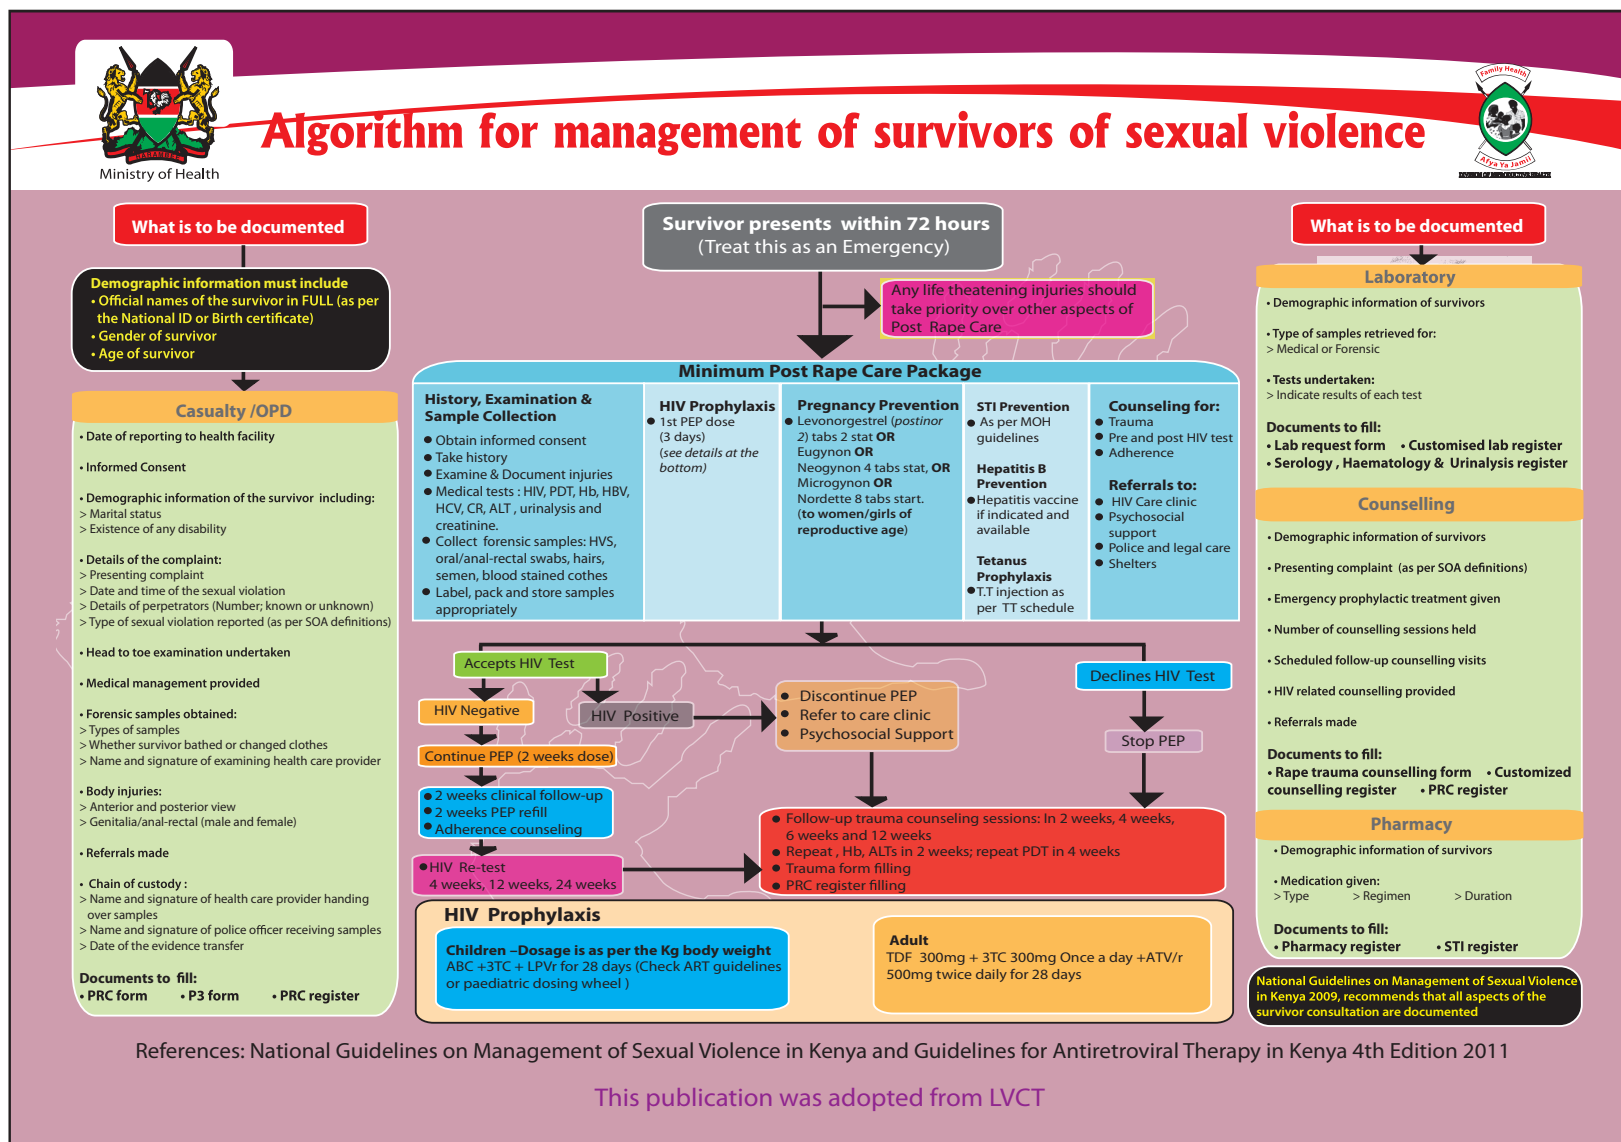 Algorithm for management of survivors of sexual violence
HARAMBEE
Ministry of Health
Family Health
Afya Ya Jamii
DIVISION OF REPRODUCTIVE HEALTH
What is to be documented
Demographic information must include
• Official names of the survivor in FULL (as per
the National ID or Birth certificate)
• Gender of survivor
• Age of survivor
Casualty /OPD
• Date of reporting to health facility
• Informed Consent
• Demographic information of the survivor including:
> Marital status
> Existence of any disability
• Details of the complaint:
> Presenting complaint
> Date and time of the sexual violation
> Details of perpetrators (Number; known or unknown)
> Type of sexual violation reported (as per SOA definitions)
• Head to toe examination undertaken
• Medical management provided
• Forensic samples obtained:
> Types of samples
> Whether survivor bathed or changed clothes
> Name and signature of examining health care provider
• Body injuries:
> Anterior and posterior view
> Genitalia/anal-rectal (male and female)
• Referrals made
• Chain of custody :
> Name and signature of health care provider handing
over samples
> Name and signature of police officer receiving samples
> Date of the evidence transfer
Documents to fill:
• PRC form • P3 form • PRC register
Survivor presents within 72 hours
(Treat this as an Emergency)
Any life theatening injuries should
take priority over other aspects of
Post Rape Care
Minimum Post Rape Care Package
History, Examination &
Sample Collection
• Obtain informed consent
• Take history
• Examine & Document injuries
• Medical tests : HIV, PDT, Hb, HBV,
HCV, CR, ALT , urinalysis and
creatinine.
• Collect forensic samples: HVS,
oral/anal-rectal swabs, hairs,
semen, blood stained cothes
• Label, pack and store samples
appropriately
HIV Prophylaxis
• 1st PEP dose
(3 days)
(see details at the
bottom)
Pregnancy Prevention
• Levonorgestrel (postinor
2) tabs 2 stat OR
Eugynon OR
Neogynon 4 tabs stat, OR
Microgynon OR
Nordette 8 tabs start.
(to women/girls of
reproductive age)
STI Prevention
• As per MOH
guidelines
Hepatitis B
Prevention
• Hepatitis vaccine
if indicated and
available
Tetanus
Prophylaxis
• T.T injection as
per TT schedule
Counseling for:
• Trauma
• Pre and post HIV test
• Adherence
Referrals to:
• HIV Care clinic
• Psychosocial
support
• Police and legal care
• Shelters
Accepts HIV Test
HIV Negative
HIV Positive
Continue PEP (2 weeks dose)
• 2 weeks clinical follow-up
• 2 weeks PEP refill
• Adherence counseling
• HIV Re-test
4 weeks, 12 weeks, 24 weeks
• Discontinue PEP
• Refer to care clinic
• Psychosocial Support
Declines HIV Test
Stop PEP
• Follow-up trauma counseling sessions: In 2 weeks, 4 weeks,
6 weeks and 12 weeks
• Repeat , Hb, ALTs in 2 weeks; repeat PDT in 4 weeks
• Trauma form filling
• PRC register filling
HIV Prophylaxis
Children –Dosage is as per the Kg body weight
ABC +3TC + LPVr for 28 days (Check ART guidelines
or paediatric dosing wheel )
Adult
TDF 300mg + 3TC 300mg Once a day +ATV/r
500mg twice daily for 28 days
What is to be documented
Laboratory
• Demographic information of survivors
• Type of samples retrieved for:
> Medical or Forensic
• Tests undertaken:
> Indicate results of each test
Documents to fill:
• Lab request form • Customised lab register
• Serology , Haematology & Urinalysis register
Counselling
• Demographic information of survivors
• Presenting complaint (as per SOA definitions)
• Emergency prophylactic treatment given
• Number of counselling sessions held
• Scheduled follow-up counselling visits
• HIV related counselling provided
• Referrals made
Documents to fill:
• Rape trauma counselling form • Customized
counselling register • PRC register
Pharmacy
• Demographic information of survivors
• Medication given:
> Type > Regimen > Duration
Documents to fill:
• Pharmacy register • STI register
National Guidelines on Management of Sexual Violence
in Kenya 2009, recommends that all aspects of the
survivor consultation are documented
References: National Guidelines on Management of Sexual Violence in Kenya and Guidelines for Antiretroviral Therapy in Kenya 4th Edition 2011
This publication was adopted from LVCT